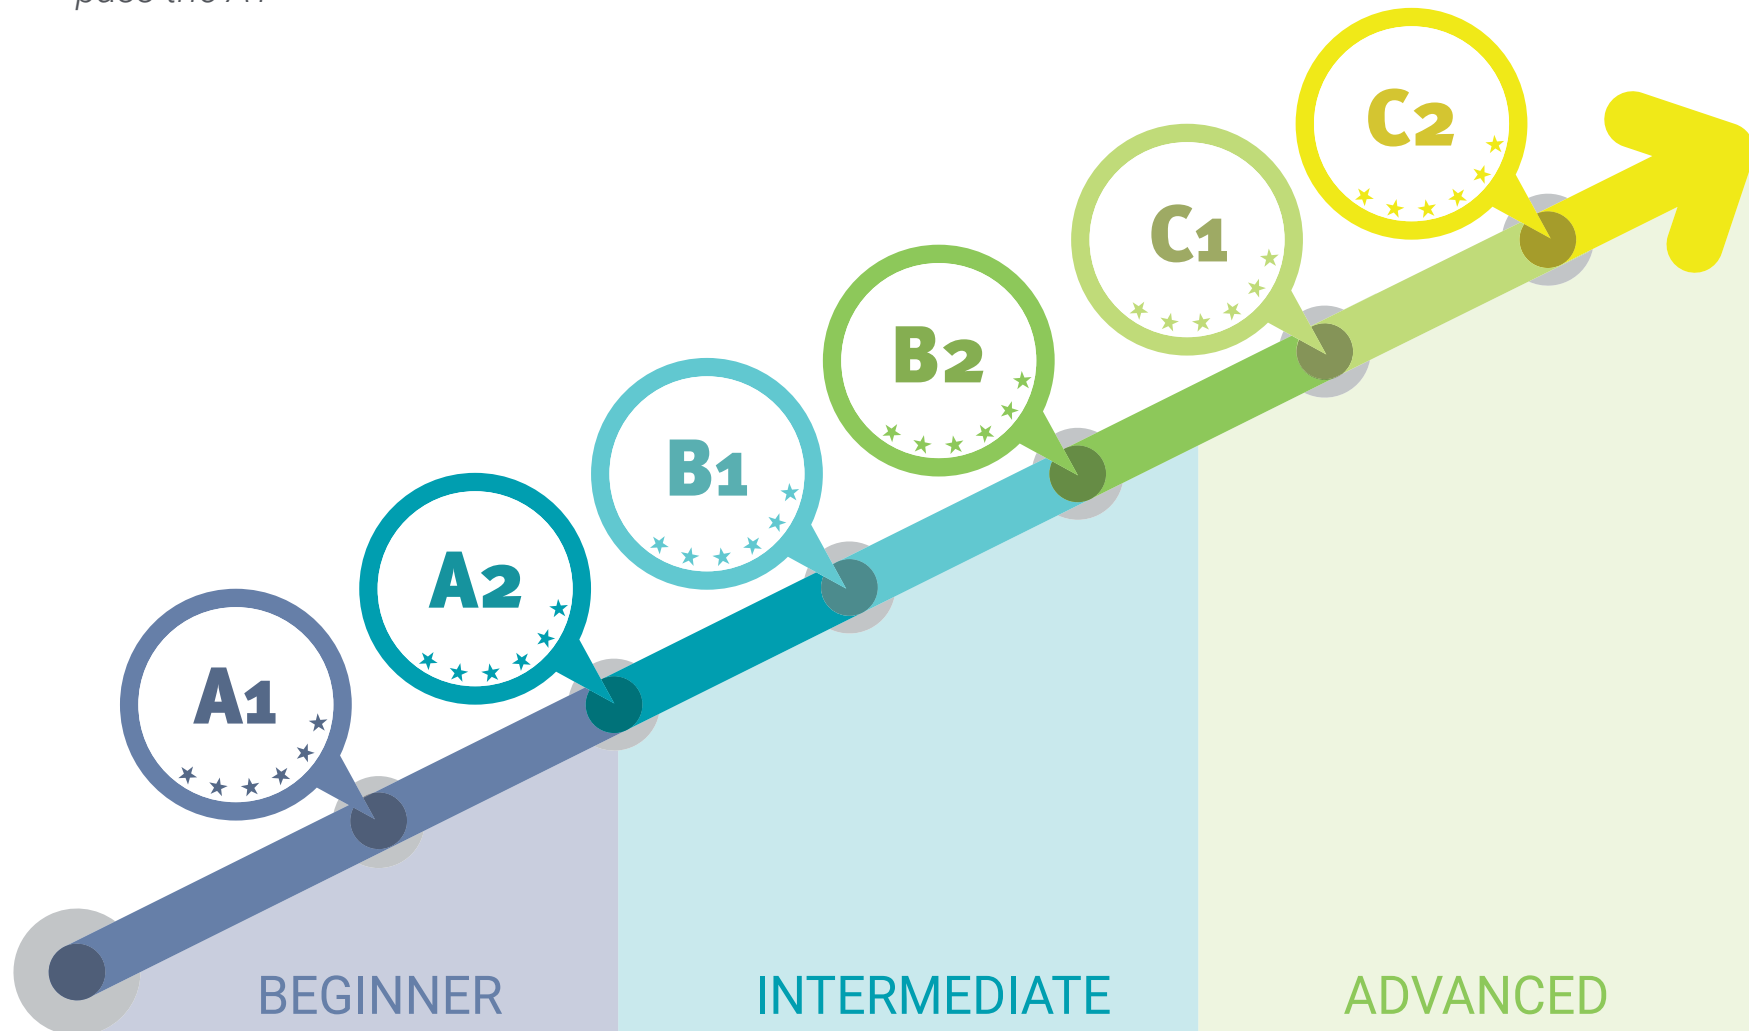 C2
C1
B2
B1
A2
A1
BEGINNER INTERMEDIATE ADVANCED